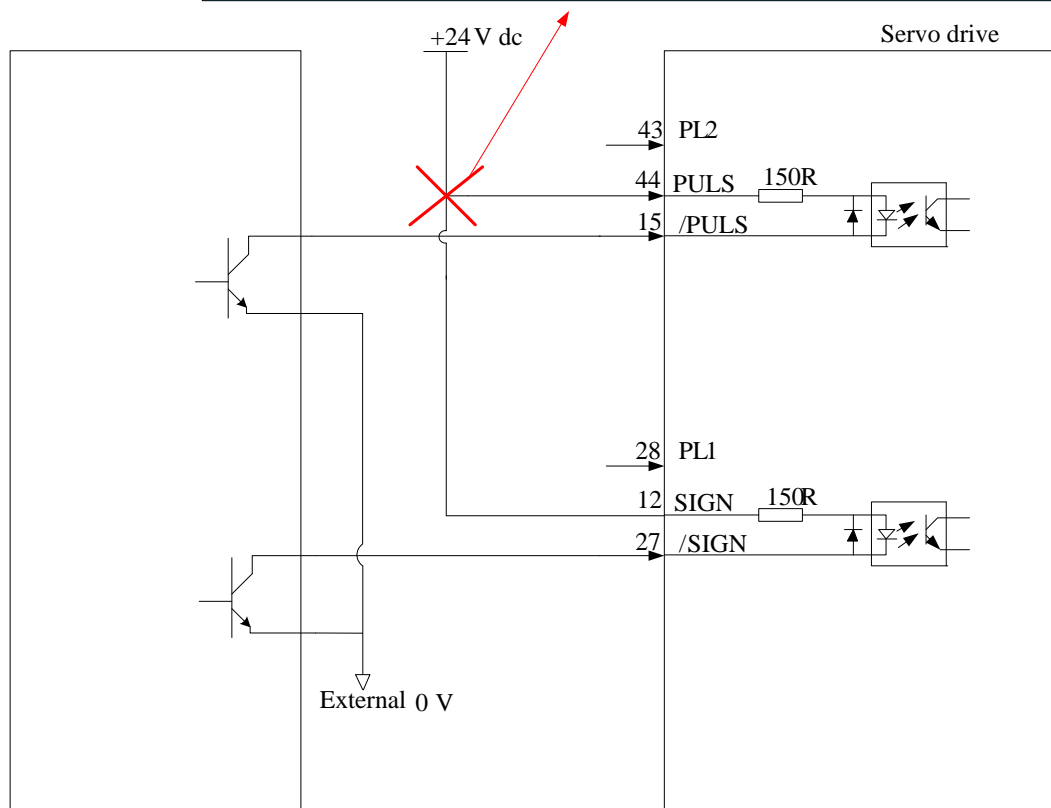 Servo drive
+24 V dc
43 PL2
44 PULS 150R
15 /PULS
28 PL1
12 SIGN 150R
27 /SIGN
External 0 V